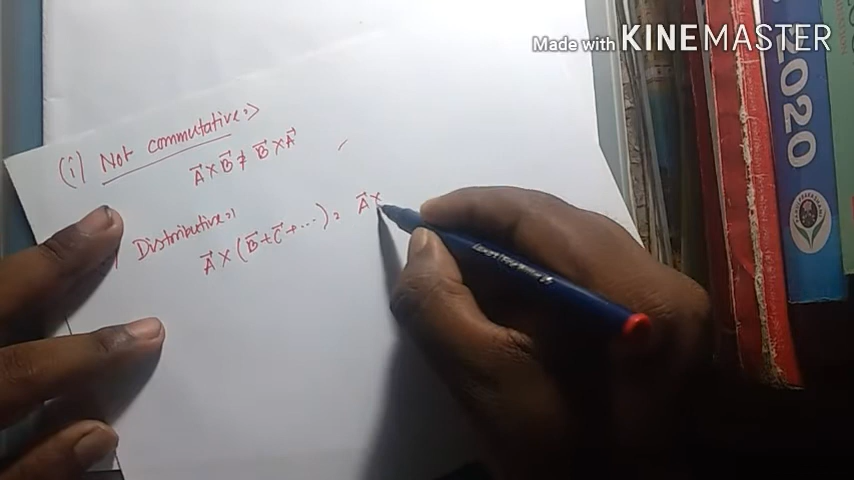 Made with KINEMASTER
(i) Not commutative :->
A⃗ × B⃗ ≠ B⃗ × A⃗
Distributive :-
A⃗ × (B⃗ + C⃗ + ...) = A⃗ ×
2020